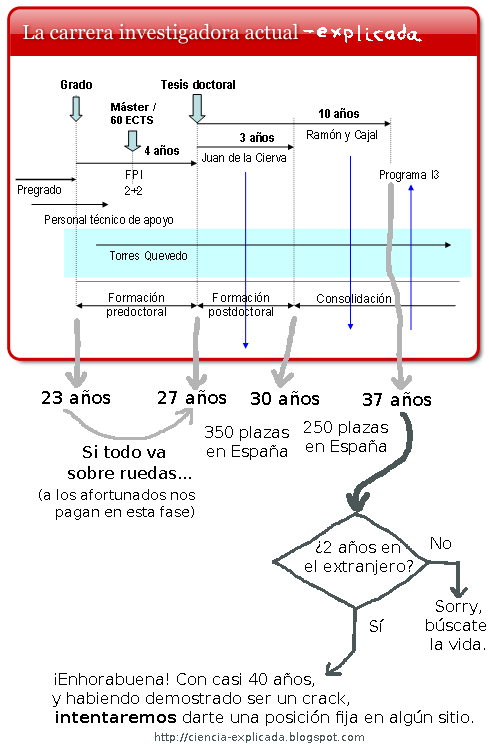 La carrera investigadora actual -explicada
Grado
Tesis doctoral
Máster /
60 ECTS
10 años
4 años
3 años
Ramón y Cajal
Juan de la Cierva
FPI
2+2
Programa I3
Pregrado
Personal técnico de apoyo
Torres Quevedo
Formación
predoctoral
Formación
postdoctoral
Consolidación
23 años
27 años
30 años
37 años
350 plazas
en España
250 plazas
en España
Si todo va
sobre ruedas...
(a los afortunados nos
pagan en esta fase)
¿2 años en
el extranjero?
No
Sí
Sorry,
búscate
la vida.
¡Enhorabuena! Con casi 40 años,
y habiendo demostrado ser un crack,
intentaremos darte una posición fija en algún sitio.
http://ciencia-explicada.blogspot.com